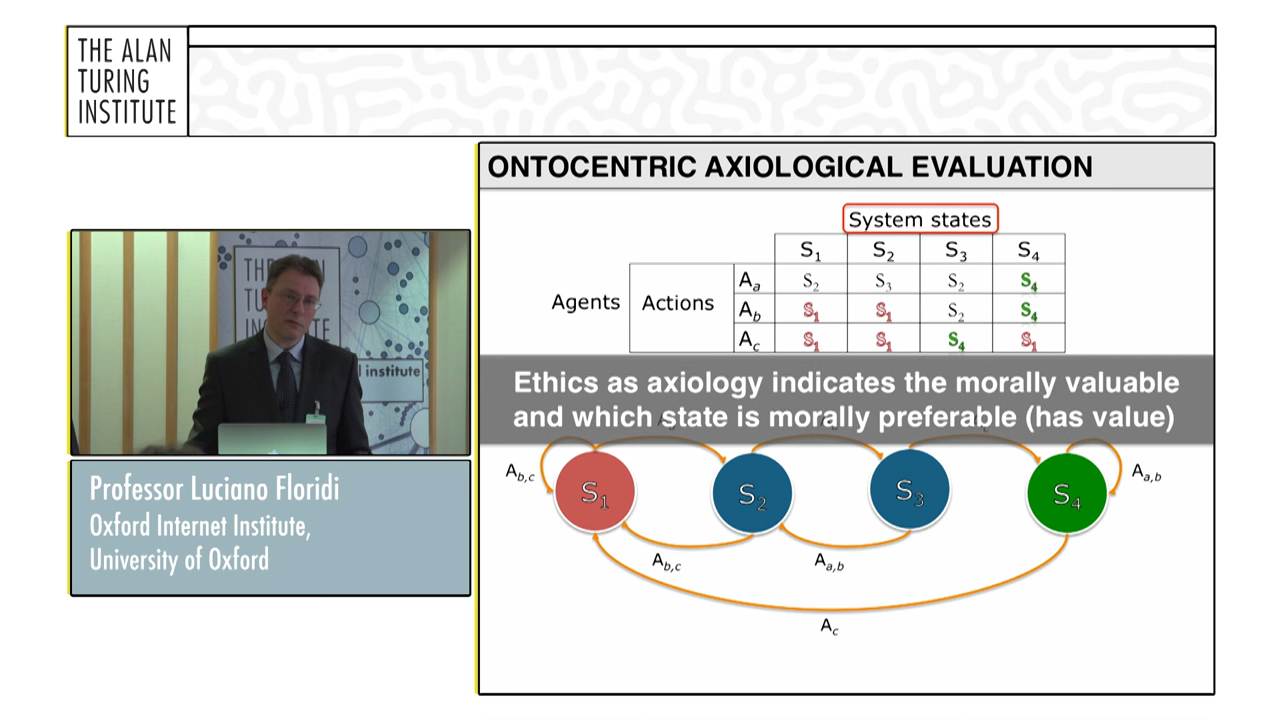 THE ALAN
TURING
INSTITUTE
ONTOCENTRIC AXIOLOGICAL EVALUATION
System states
S1 S2 S3 S4
Agents Actions
Aa S2 S3 S2 S4
Ab S1 S1 S2 S4
Ac S1 S1 S4 S1
Ethics as axiology indicates the morally valuable
and which state is morally preferable (has value)
Ab,c
S1
S2
S3
S4
Aa,b
Ab,c
Aa,b
Ac
institute
Professor Luciano Floridi
Oxford Internet Institute,
University of Oxford